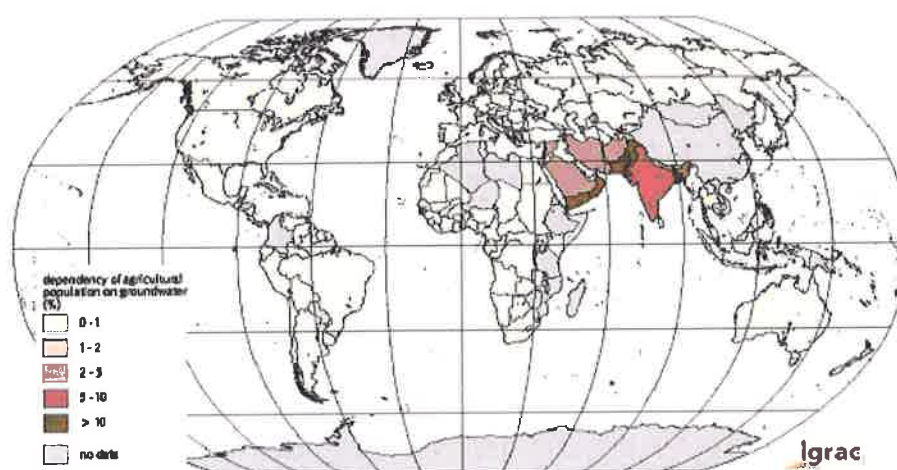 dependency of agricultural
population on groundwater
(%)
0 - 1
1 - 2
2 - 5
5 - 10
> 10
no data
igrac